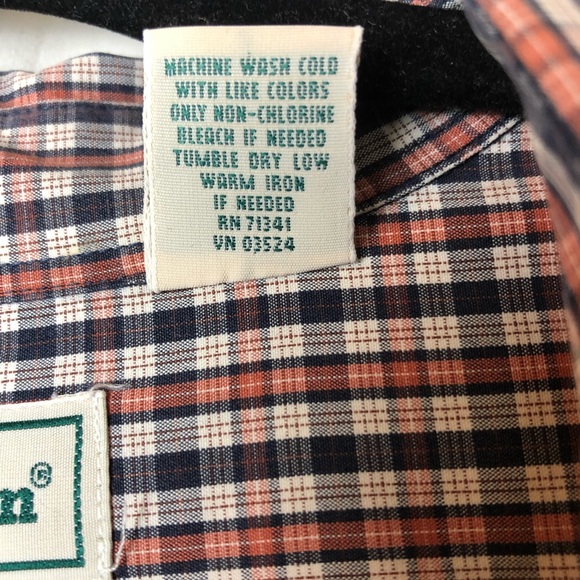 MACHINE WASH COLD
WITH LIKE COLORS
ONLY NON-CHLORINE
BLEACH IF NEEDED
TUMBLE DRY LOW
WARM IRON
IF NEEDED
RN 71341
VN 03524
m®